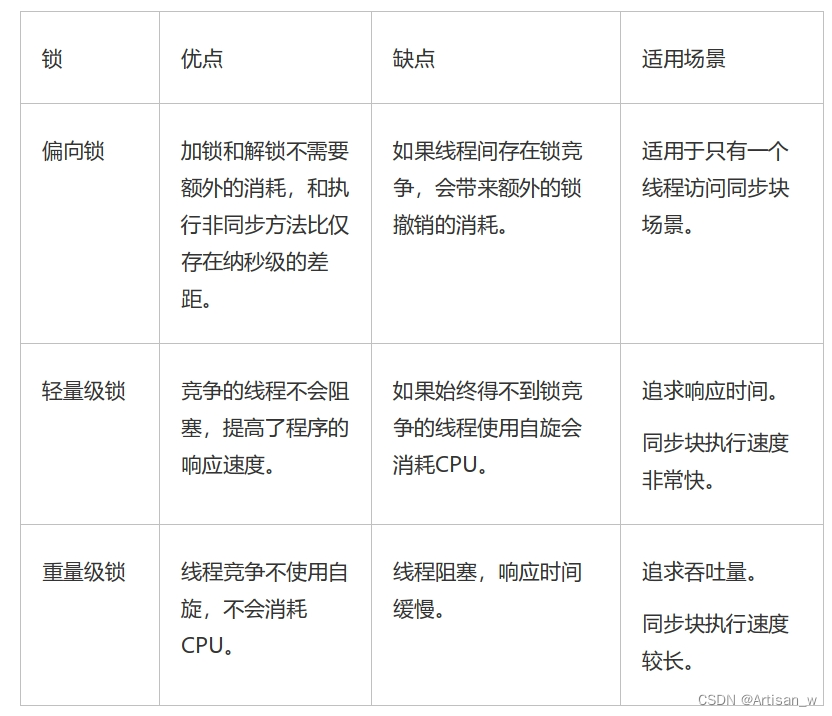 锁
优点
缺点
适用场景
偏向锁
加锁和解锁不需要
额外的消耗，和执
行非同步方法比仅
存在纳秒级的差
距。
如果线程间存在锁竞
争，会带来额外的锁
撤销的消耗。
适用于只有一个
线程访问同步块
场景。
轻量级锁
竞争的线程不会阻
塞，提高了程序的
响应速度。
如果始终得不到锁竞
争的线程使用自旋会
消耗CPU。
追求响应时间。
同步块执行速度
非常快。
重量级锁
线程竞争不使用自
旋，不会消耗
CPU。
线程阻塞，响应时间
缓慢。
追求吞吐量。
同步块执行速度
较长。
CSDN @Artisan_w